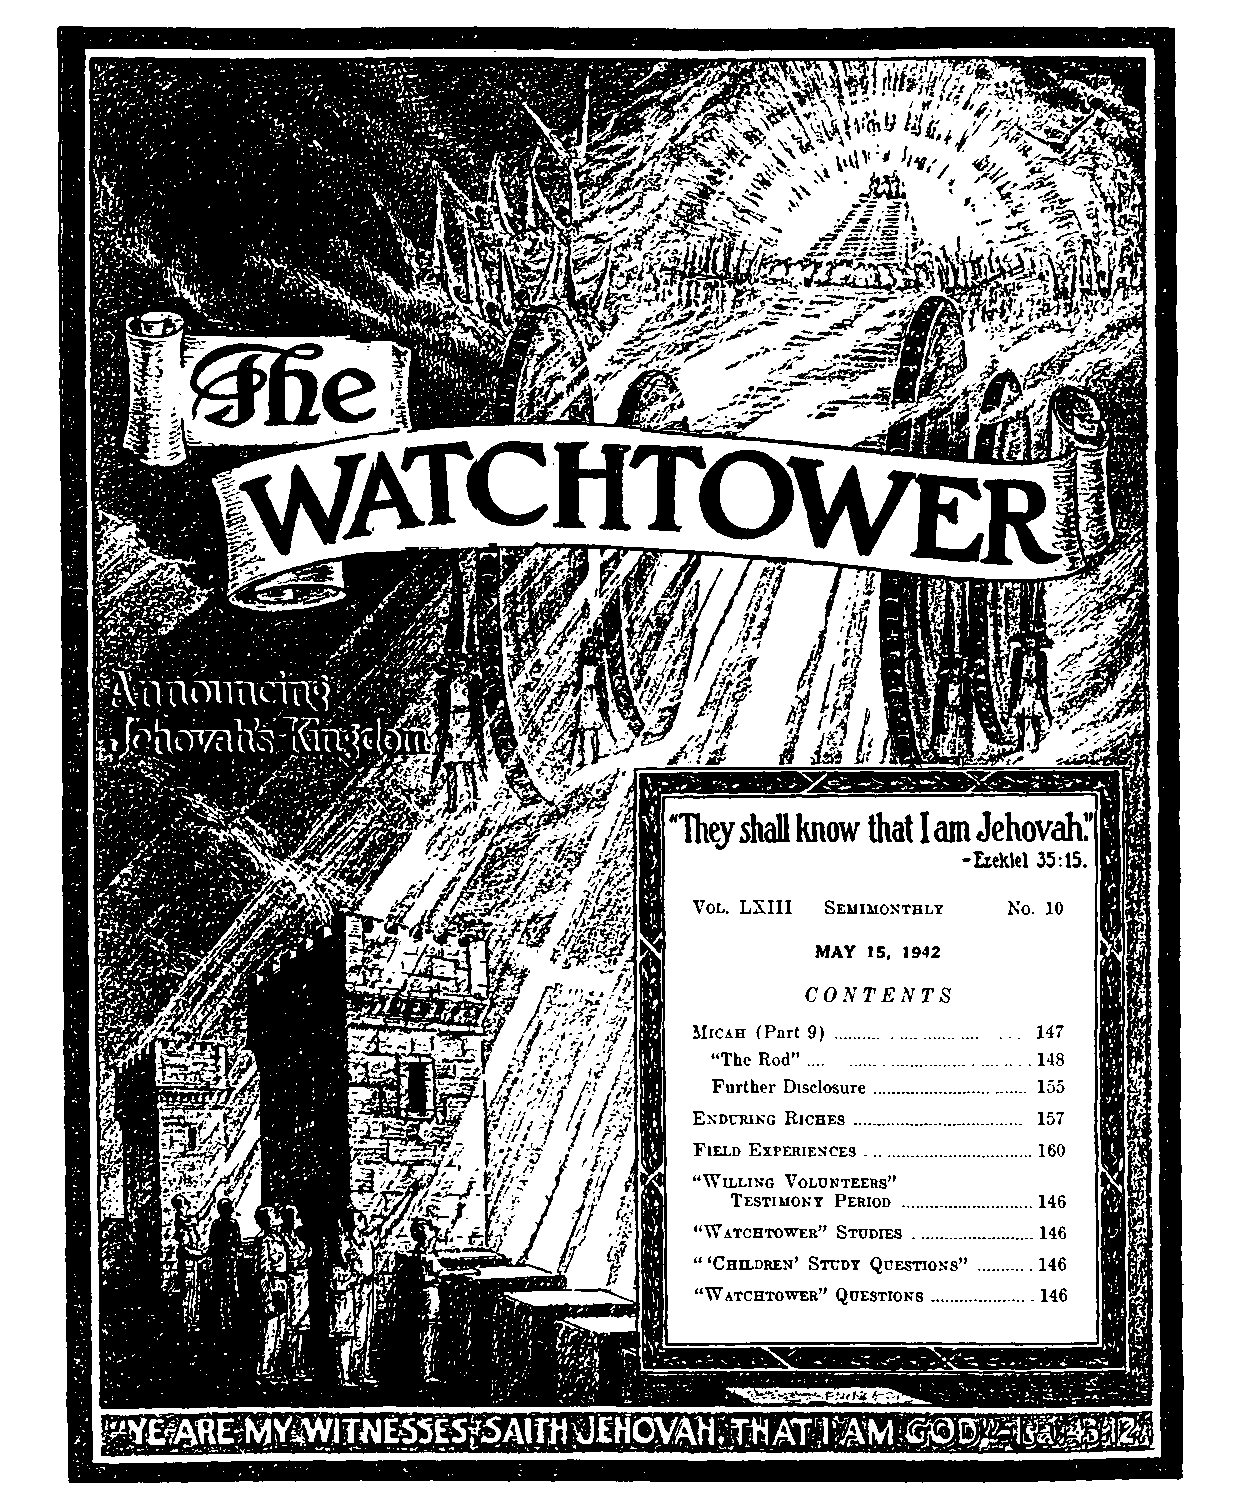 The
WATCHTOWER
Announcing
Jehovah's Kingdom
"They shall know that I am Jehovah."
-Ezekiel 35:15.
VOL. LXIII SEMIMONTHLY No. 10
MAY 15, 1942
CONTENTS
MICAH (Part 9) 147
"The Rod" 148
Further Disclosure 155
ENDURING RICHES 157
FIELD EXPERIENCES 160
"WILLING VOLUNTEERS"
TESTIMONY PERIOD 146
"WATCHTOWER" STUDIES 146
"'CHILDREN' STUDY QUESTIONS" 146
"WATCHTOWER" QUESTIONS 146
"YE ARE MY WITNESSES, SAITH JEHOVAH, THAT I AM GOD."-Isa. 43:12